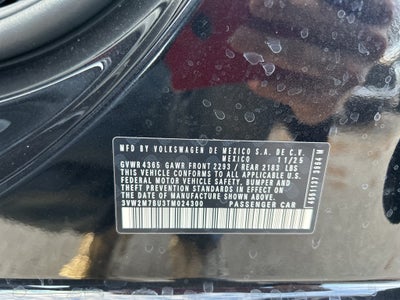 MFD BY VOLKSWAGEN DE MEXICO S.A. DE C.V.
MEXICO 11/25
GVWR 4365 GAWR FRONT 2293 / REAR 2183 LBS
THIS VEHICLE CONFORMS TO ALL APPLICABLE U.S.
FEDERAL MOTOR VEHICLE SAFETY, BUMPER AND
THEFT PREVENTION STANDARDS IN EFFECT ON THE
DATE OF MANUFACTURE SHOWN ABOVE.
3VW2M7BU3TM024300 PASSENGER CAR